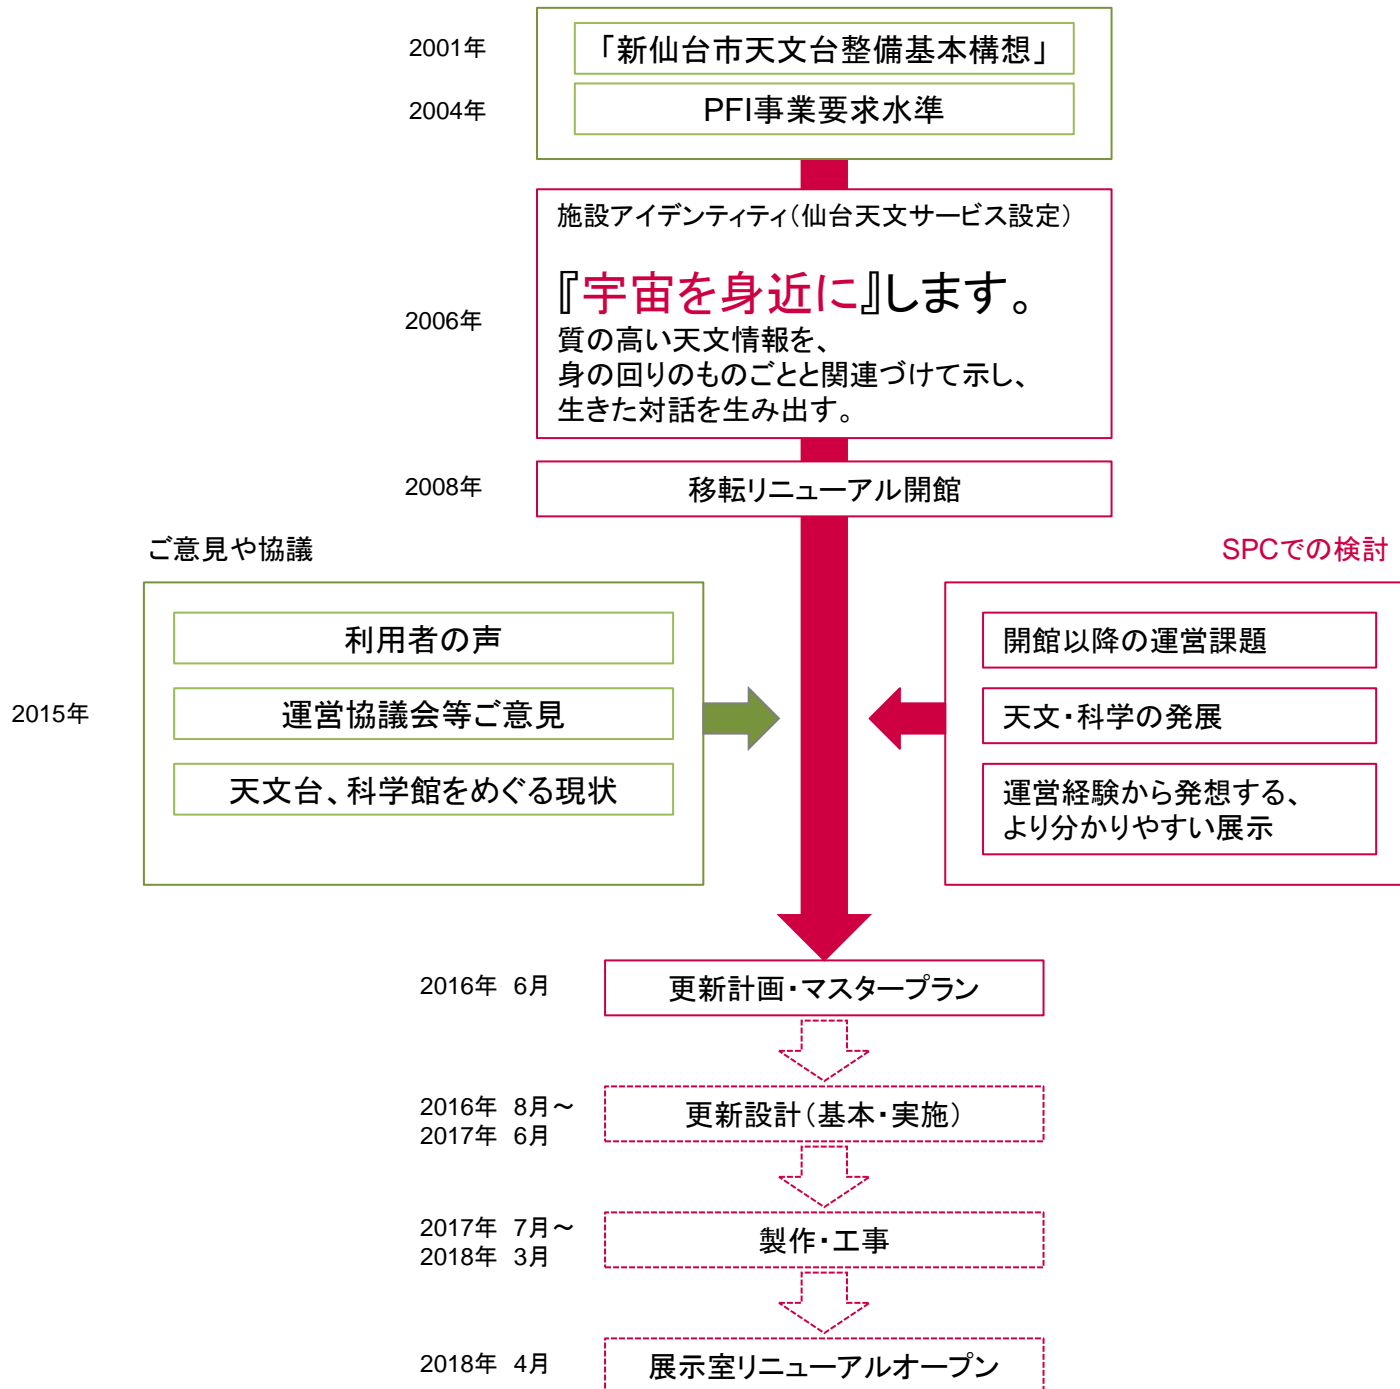 2001年
「新仙台市天文台整備基本構想」
2004年
PFI事業要求水準
施設アイデンティティ（仙台天文サービス設定）
2006年
『宇宙を身近に』します。
質の高い天文情報を、
身の回りのものごとと関連づけて示し、
生きた対話を生み出す。
2008年
移転リニューアル開館
ご意見や協議
SPCでの検討
2015年
利用者の声
運営協議会等ご意見
天文台、科学館をめぐる現状
開館以降の運営課題
天文・科学の発展
運営経験から発想する、
より分かりやすい展示
2016年 6月
更新計画・マスタープラン
2016年 8月～
2017年 6月
更新設計（基本・実施）
2017年 7月～
2018年 3月
製作・工事
2018年 4月
展示室リニューアルオープン